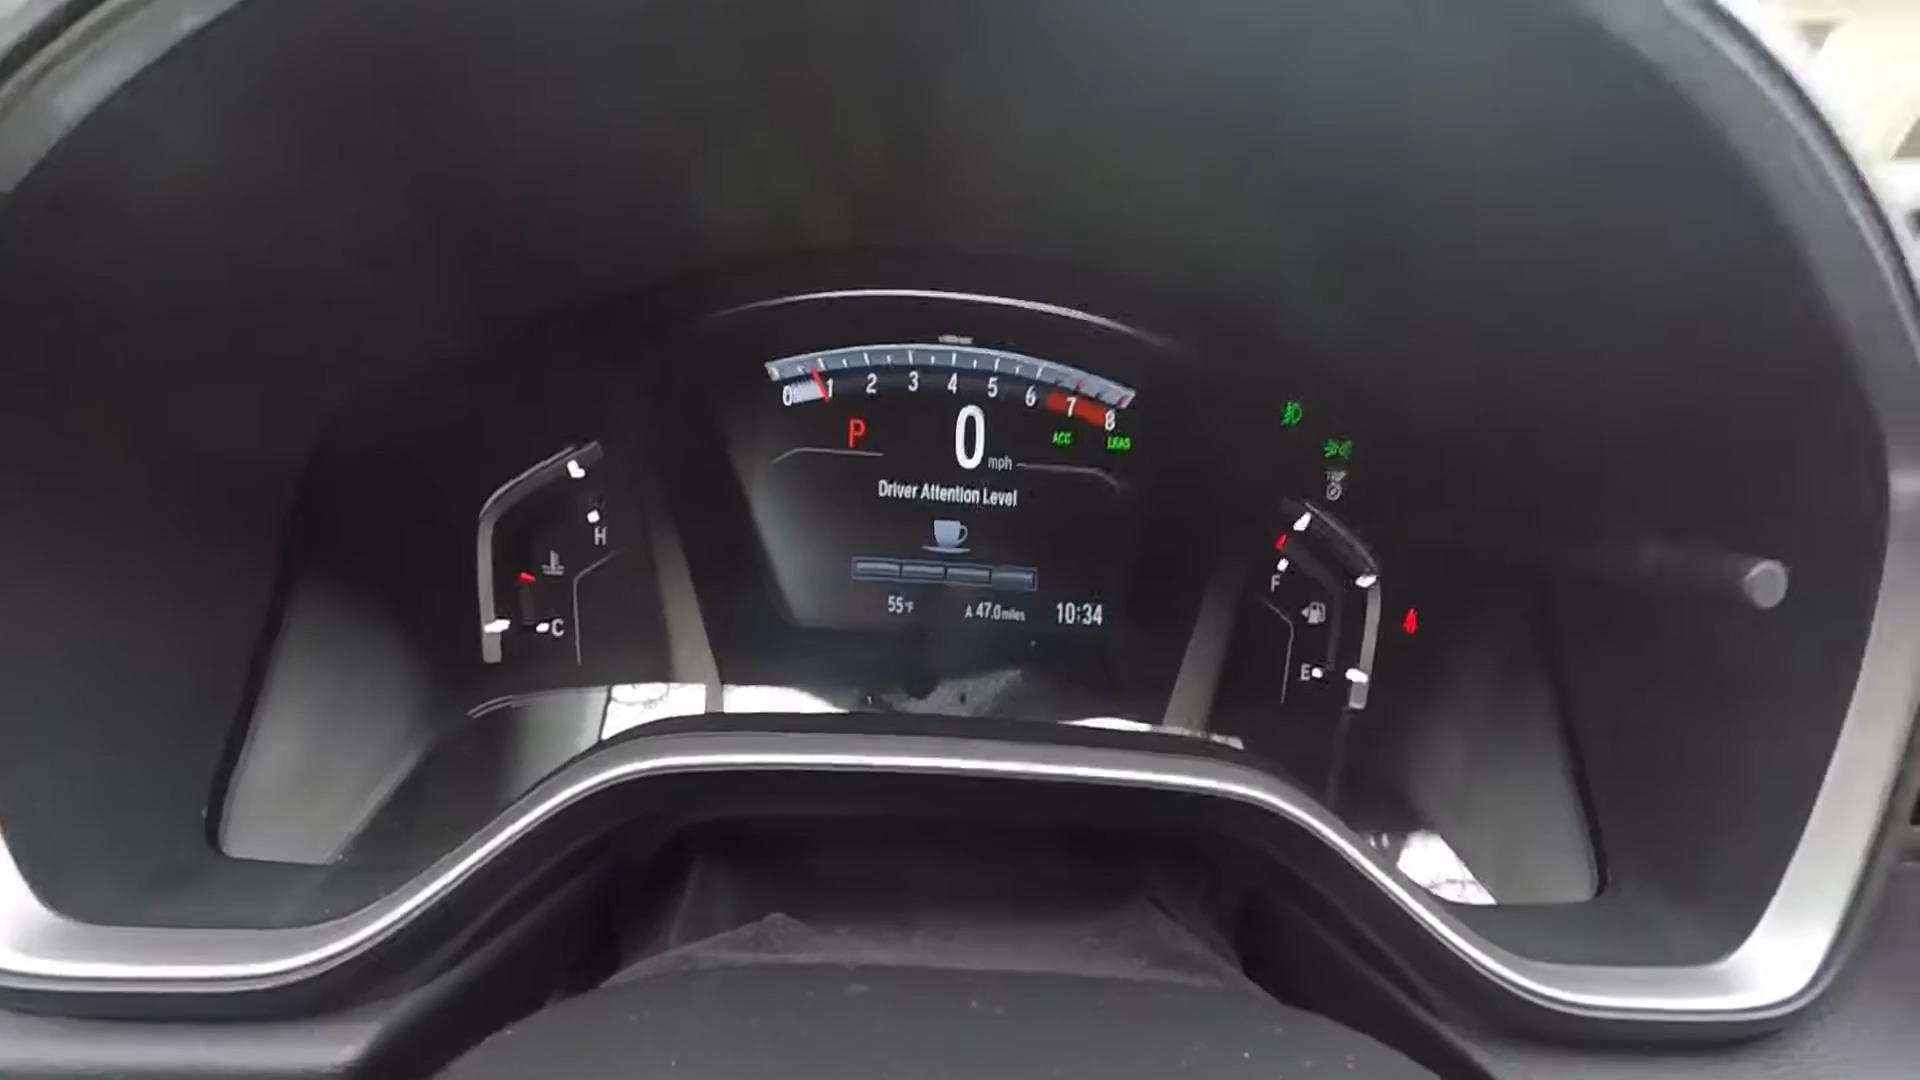 0 1 2 3 4 5 6 7 8
P 0 mph ACC LKAS
Driver Attention Level
55°F A 47.0 miles 10:34
H
C
TRIP
F
E